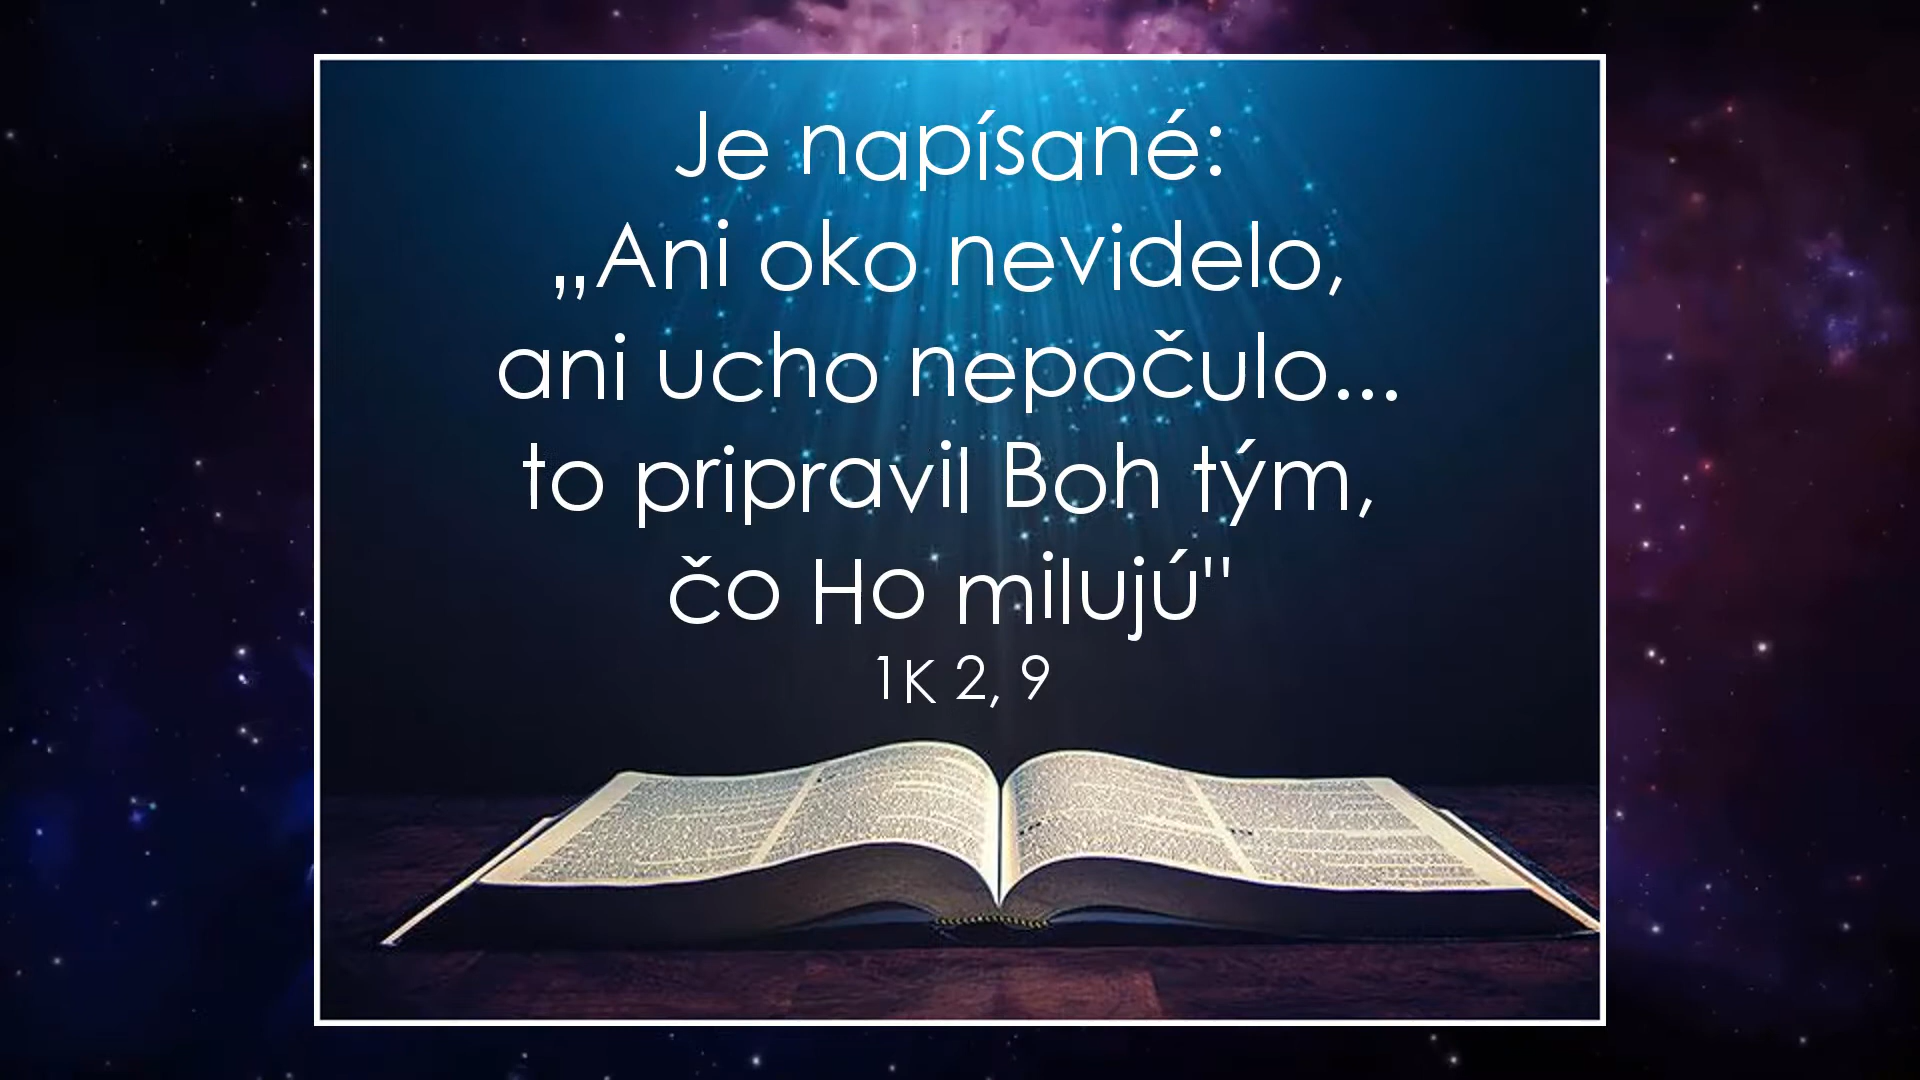 Je napísané:
„Ani oko nevidelo,
ani ucho nepočulo...
to pripravil Boh tým,
čo Ho milujú"
1K 2, 9